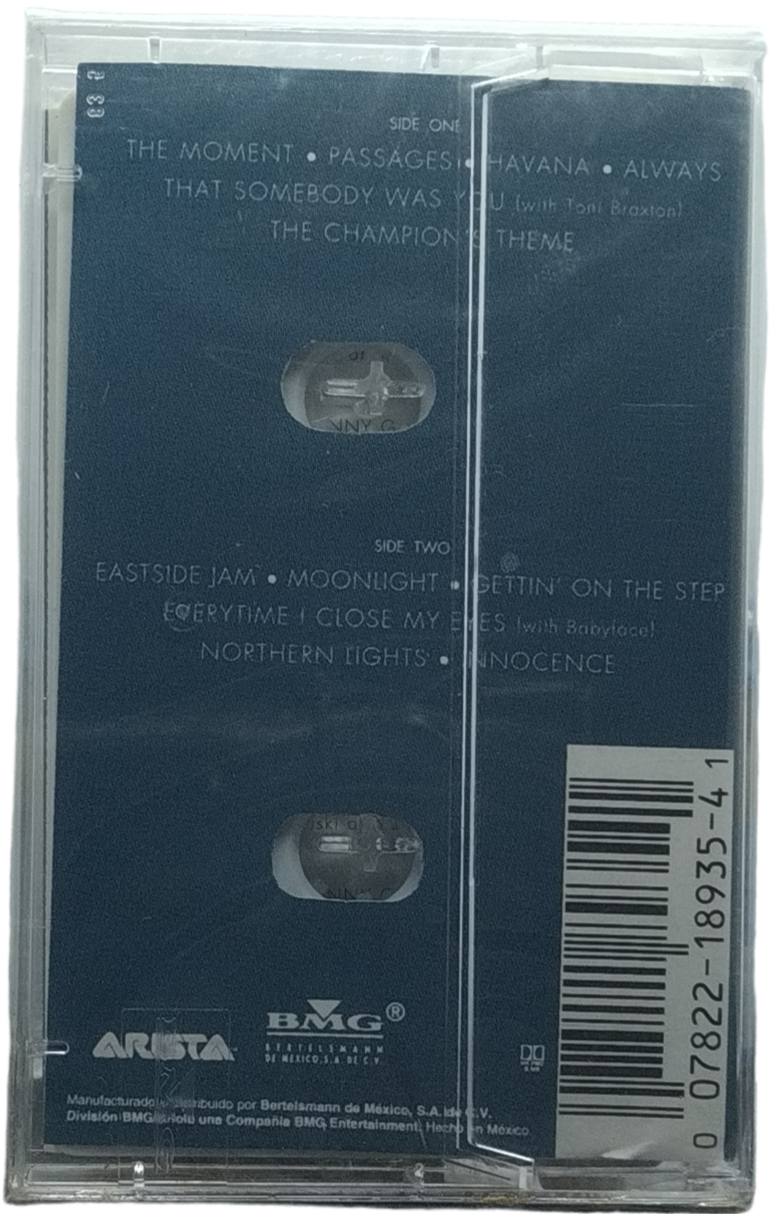 SIDE ONE
THE MOMENT • PASSAGES • HAVANA • ALWAYS
THAT SOMEBODY WAS YOU (with Toni Braxton)
THE CHAMPION'S THEME
NNY G
SIDE TWO
EASTSIDE JAM • MOONLIGHT • GETTIN' ON THE STEP
EVERYTIME I CLOSE MY EYES (with Babyface)
NORTHERN LIGHTS • INNOCENCE
ARISTA
BMG®
BERTELSMANN
DE MEXICO, S.A. DE C.V.
Manufacturado y distribuido por Bertelsmann de México, S.A. de C.V.
División BMG Ariola una Compañía BMG Entertainment. Hecho en México.
0 07822-18935-4 1